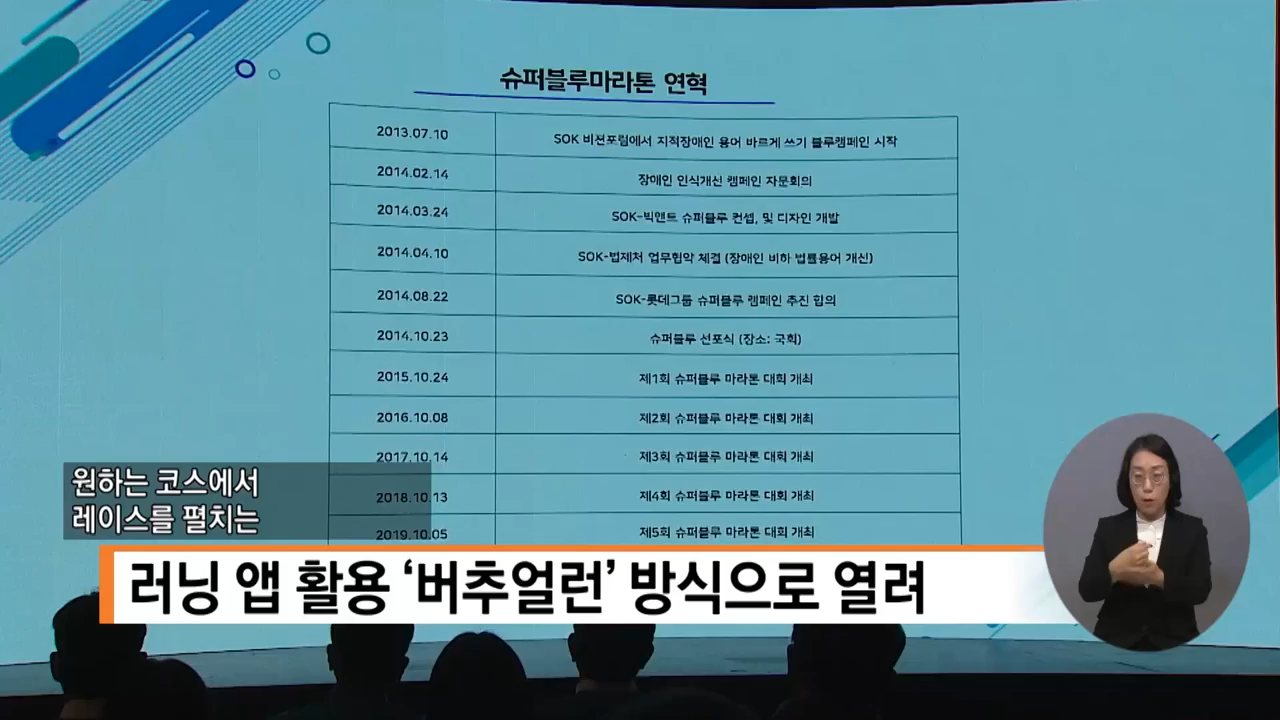 슈퍼블루마라톤 연혁
2013.07.10 SOK 비젼포럼에서 지적장애인 용어 바르게 쓰기 블루캠페인 시작
2014.02.14 장애인 인식개선 캠페인 자문회의
2014.03.24 SOK-빅앤트 슈퍼블루 컨셉, 및 디자인 개발
2014.04.10 SOK-법제처 업무협약 체결 (장애인 비하 법률용어 개선)
2014.08.22 SOK-롯데그룹 슈퍼블루 캠페인 추진 합의
2014.10.23 슈퍼블루 선포식 (장소: 국회)
2015.10.24 제1회 슈퍼블루 마라톤 대회 개최
2016.10.08 제2회 슈퍼블루 마라톤 대회 개최
2017.10.14 제3회 슈퍼블루 마라톤 대회 개최
2018.10.13 제4회 슈퍼블루 마라톤 대회 개최
2019.10.05 제5회 슈퍼블루 마라톤 대회 개최
원하는 코스에서
레이스를 펼치는
러닝 앱 활용 ‘버추얼런’ 방식으로 열려